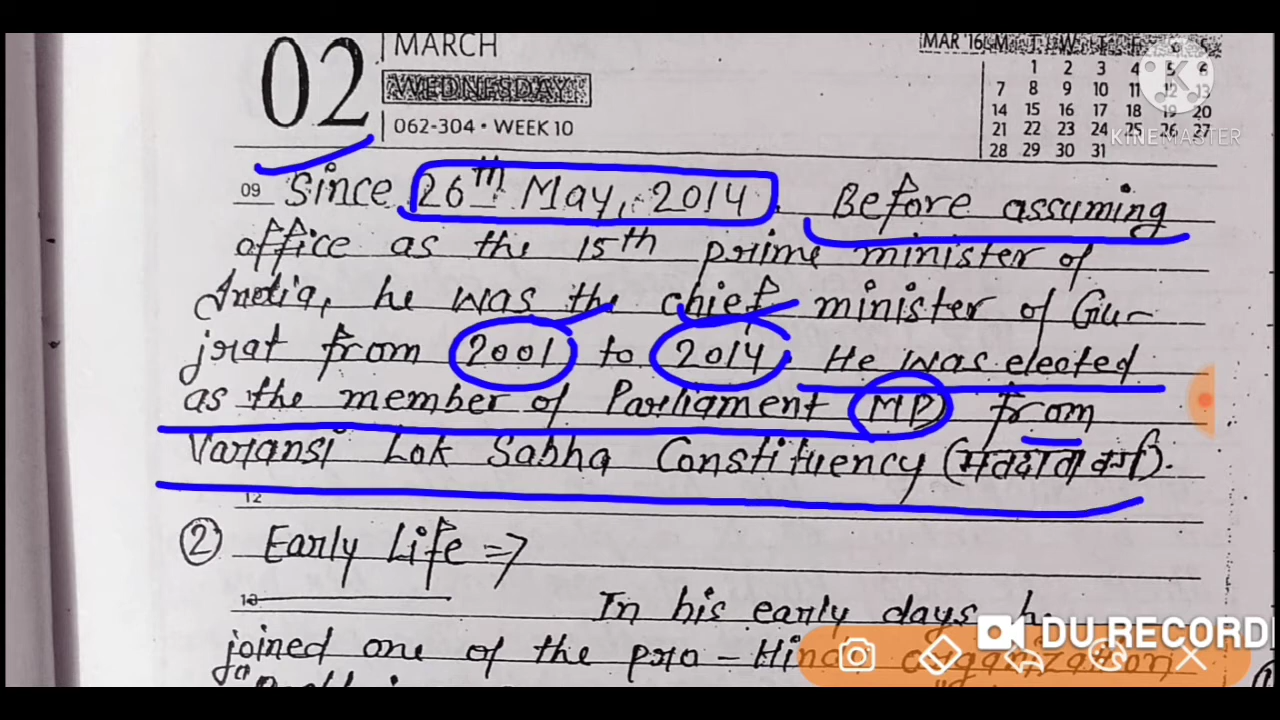 02
MARCH
WEDNESDAY
062-304 • WEEK 10
MAR '16 M T W T F S S
1 2 3 4 5 6
7 8 9 10 11 12 13
14 15 16 17 18 19 20
21 22 23 24 25 26 27
28 29 30 31
KINEMASTER
09 Since 26th May, 2014. Before assuming
office as the 15th prime minister of
India, he was the chief minister of Gu-
jrat from 2001 to 2014. He was elected
as the member of Parliament MP from
Varansi Lok Sabha Constituency (मतदाता वर्ग).
12
② Early Life =>
In his early days he
DU RECORD
joined one of the pro - Hindu organization